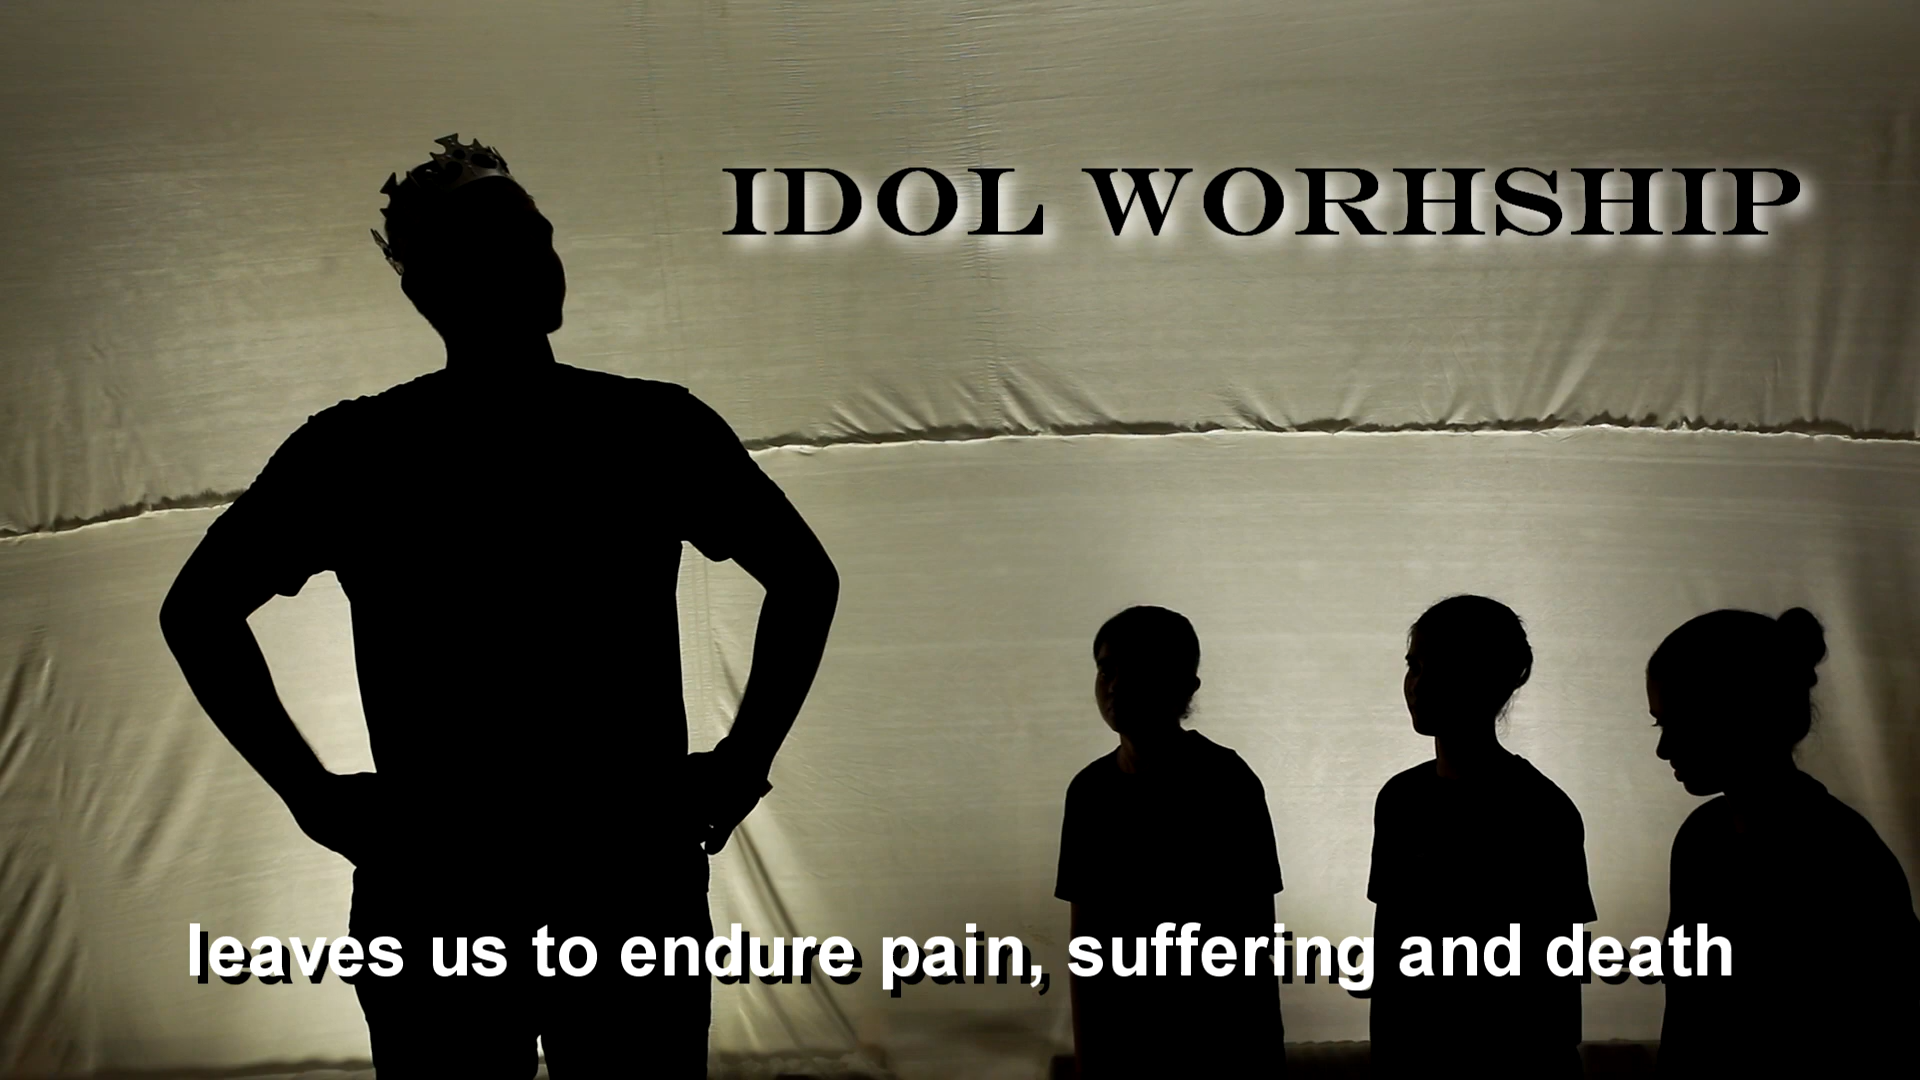 IDOL WORHSHIP
leaves us to endure pain, suffering and death